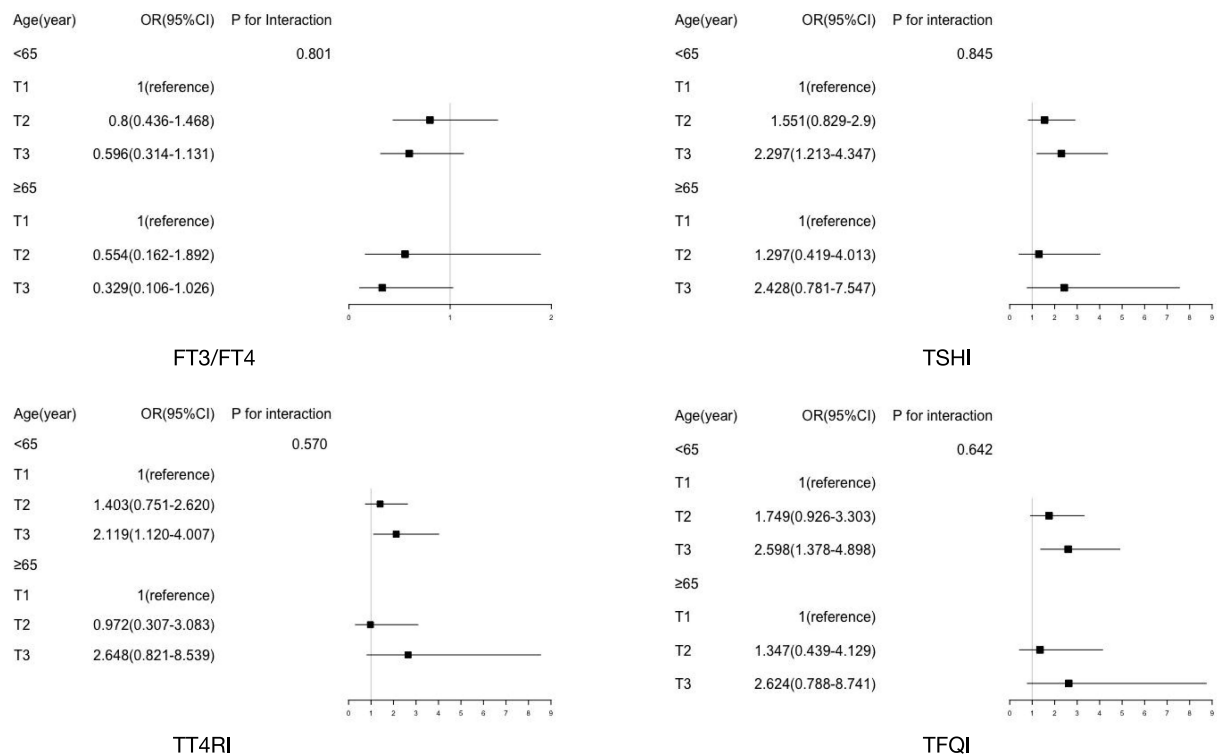 Age(year) OR(95%CI) P for Interaction
<65 0.801
T1 1(reference)
T2 0.8(0.436-1.468)
T3 0.596(0.314-1.131)
≥65
T1 1(reference)
T2 0.554(0.162-1.892)
T3 0.329(0.106-1.026)
0 1 2
FT3/FT4
Age(year) OR(95%CI) P for Interaction
<65 0.845
T1 1(reference)
T2 1.551(0.829-2.9)
T3 2.297(1.213-4.347)
≥65
T1 1(reference)
T2 1.297(0.419-4.013)
T3 2.428(0.781-7.547)
0 1 2 3 4 5 6 7 8 9
TSHI
Age(year) OR(95%CI) P for interaction
<65 0.570
T1 1(reference)
T2 1.403(0.751-2.620)
T3 2.119(1.120-4.007)
≥65
T1 1(reference)
T2 0.972(0.307-3.083)
T3 2.648(0.821-8.539)
0 1 2 3 4 5 6 7 8 9
TT4RI
Age(year) OR(95%CI) P for interaction
<65 0.642
T1 1(reference)
T2 1.749(0.926-3.303)
T3 2.598(1.378-4.898)
≥65
T1 1(reference)
T2 1.347(0.439-4.129)
T3 2.624(0.788-8.741)
0 1 2 3 4 5 6 7 8 9
TFQI